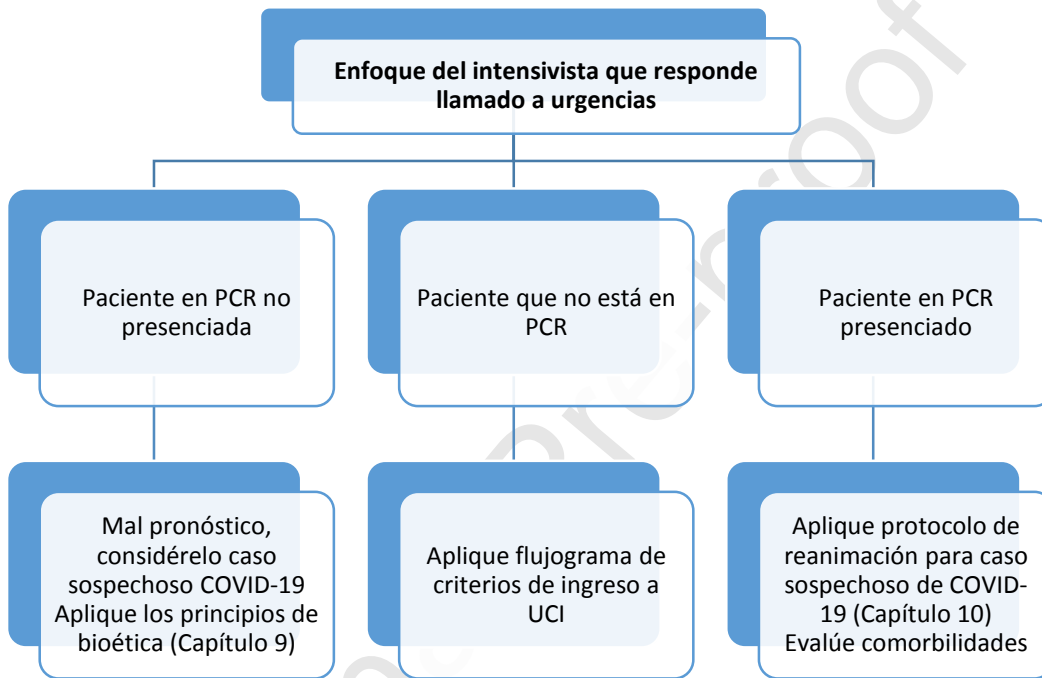 Enfoque del intensivista que responde
llamado a urgencias
Paciente en PCR no
presenciada
Paciente que no está en
PCR
Paciente en PCR
presenciado
Mal pronóstico,
considérelo caso
sospechoso COVID-19
Aplique los principios de
bioética (Capítulo 9)
Aplique flujograma de
criterios de ingreso a
UCI
Aplique protocolo de
reanimación para caso
sospechoso de COVID-
19 (Capítulo 10)
Evalúe comorbilidades